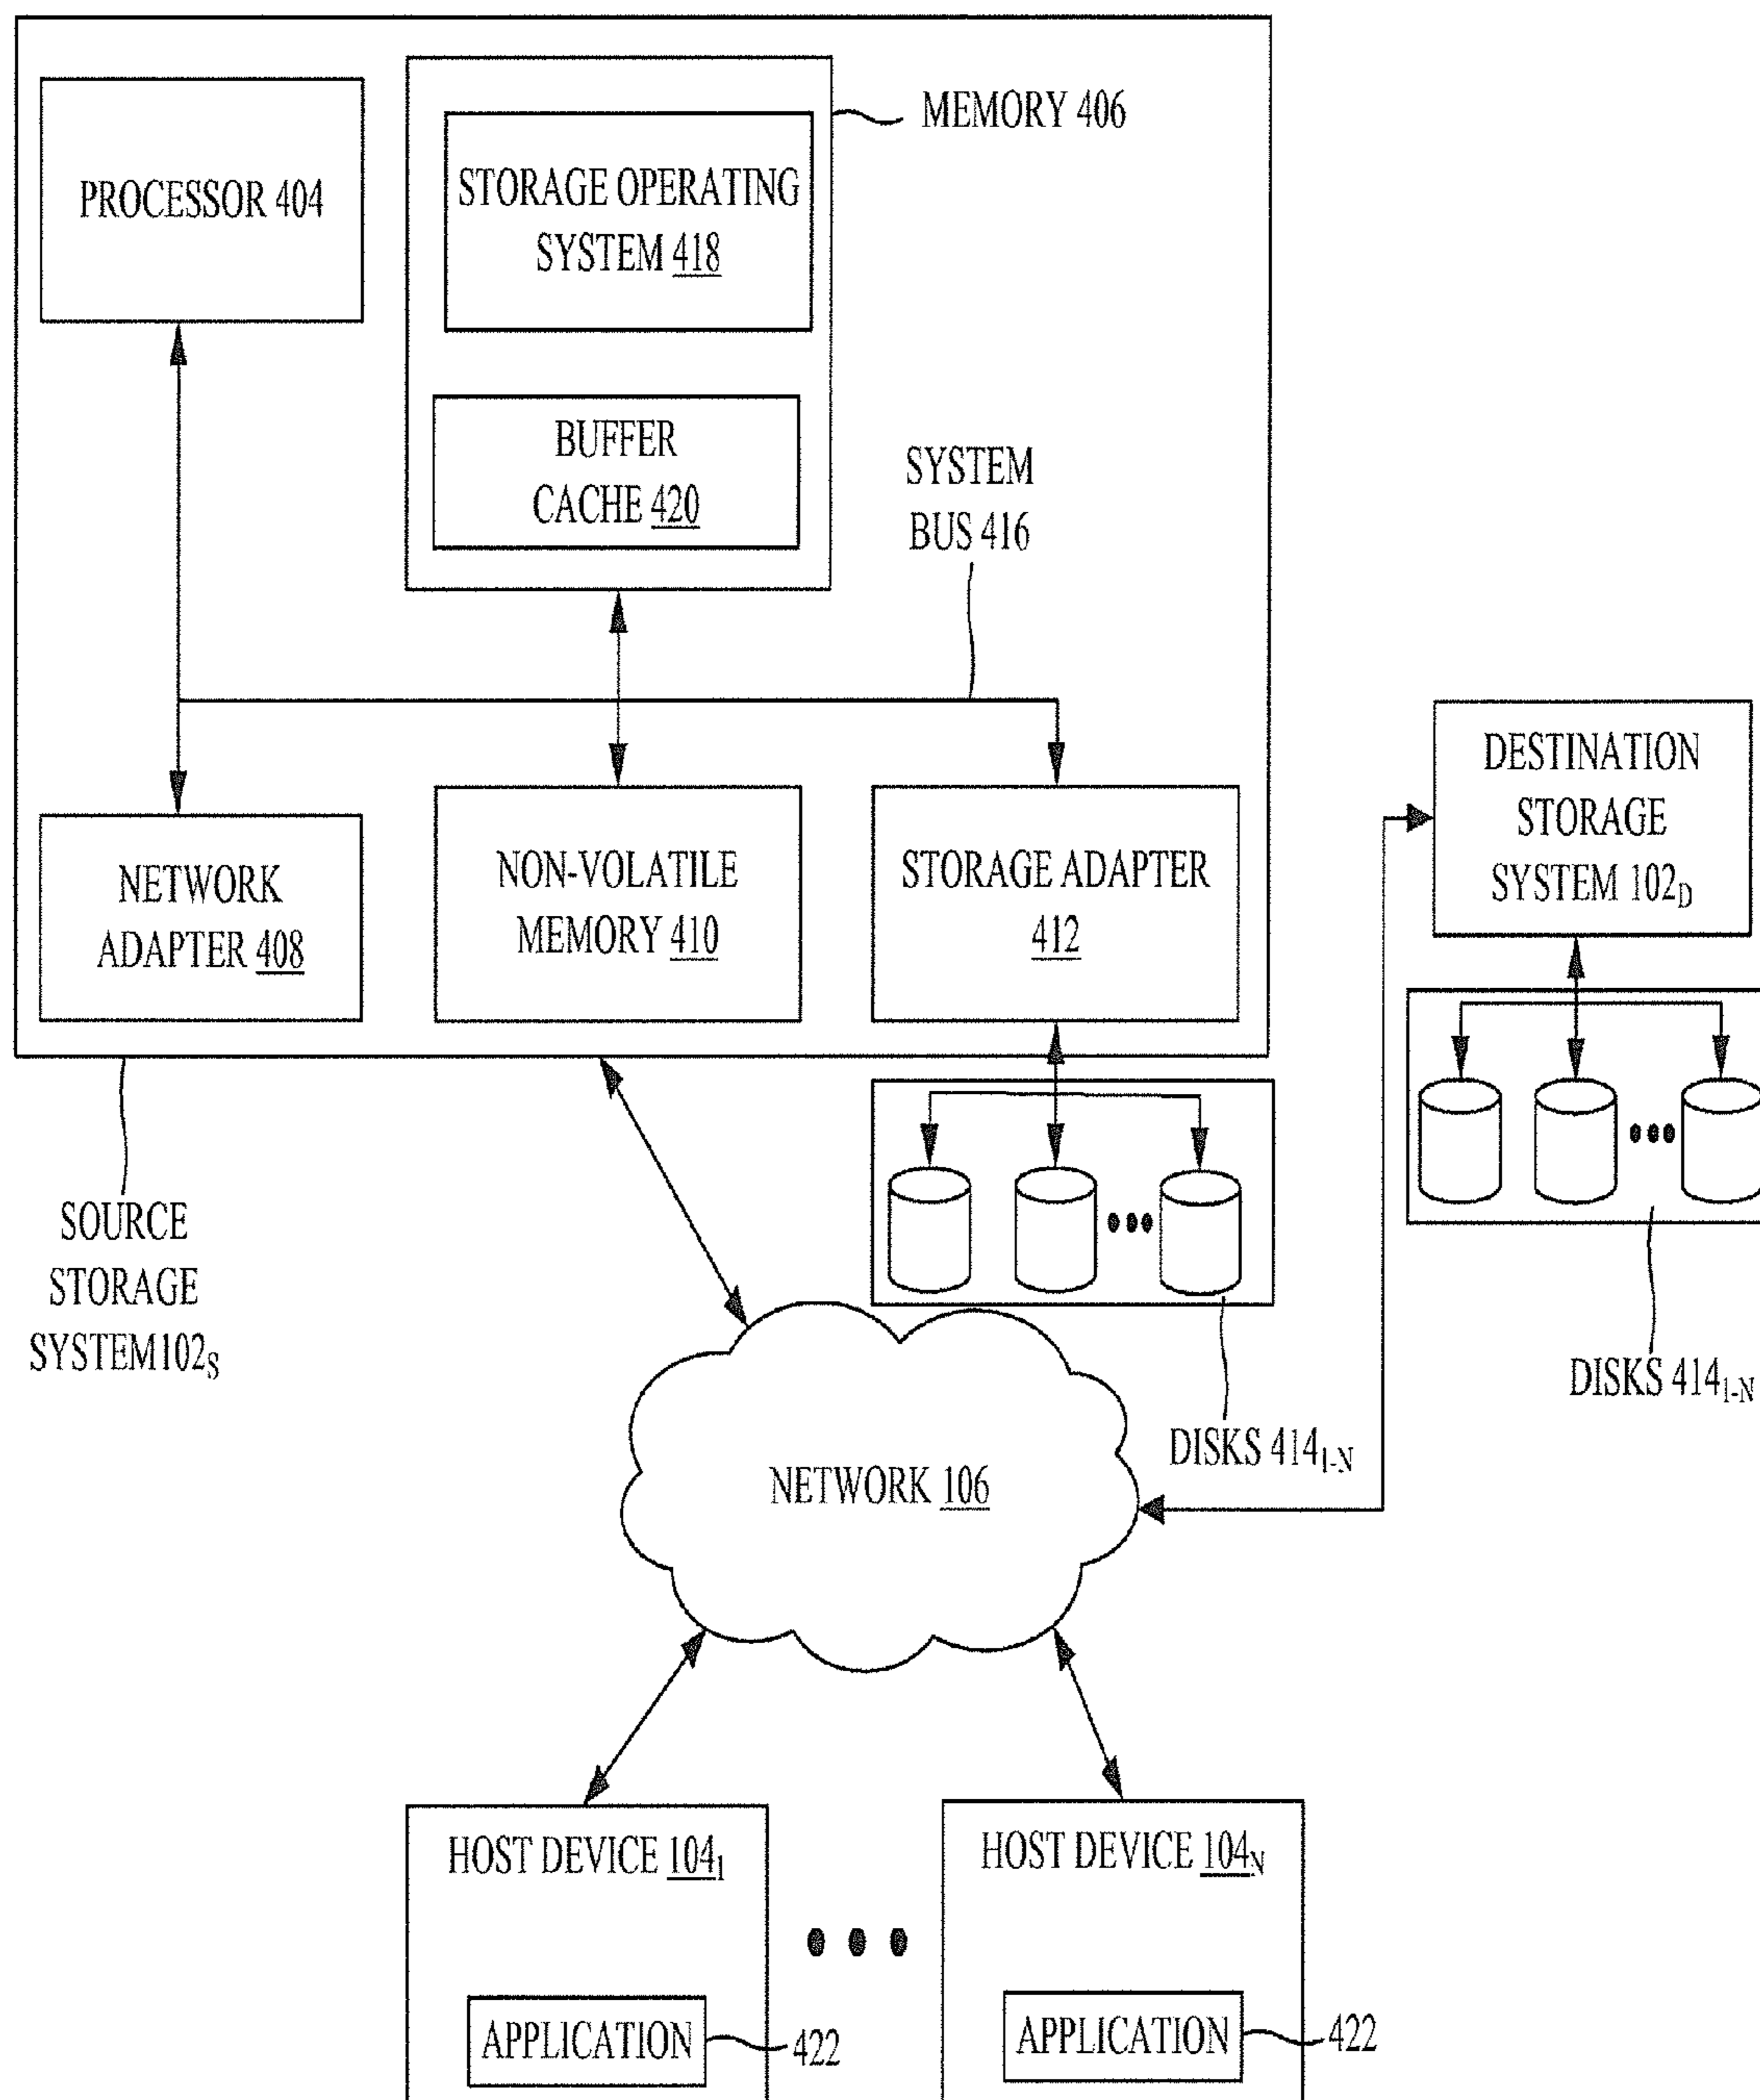 MEMORY 406
PROCESSOR 404
STORAGE OPERATING
SYSTEM 418
BUFFER
CACHE 420
SYSTEM
BUS 416
NETWORK
ADAPTER 408
NON-VOLATILE
MEMORY 410
STORAGE ADAPTER
412
DESTINATION
STORAGE
SYSTEM 102D
SOURCE
STORAGE
SYSTEM102S
DISKS 4141-N
DISKS 4141-N
NETWORK 106
HOST DEVICE 1041
HOST DEVICE 104N
APPLICATION
422
APPLICATION
422